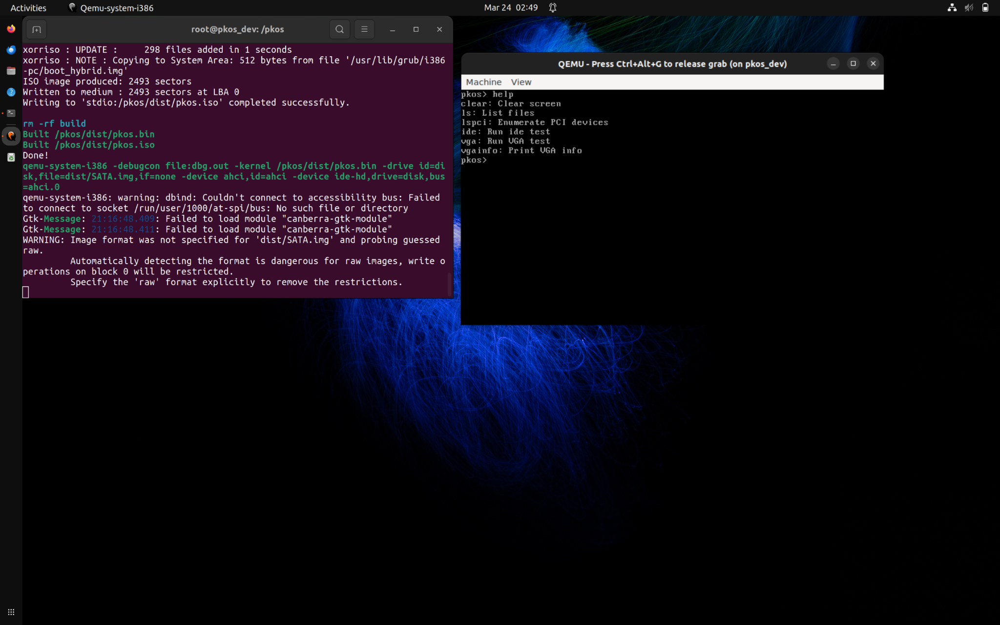 Activities
Qemu-system-i386
Mar 24 02:49
root@pkos_dev: /pkos
xorriso : UPDATE :     298 files added in 1 seconds
xorriso : NOTE : Copying to System Area: 512 bytes from file '/usr/lib/grub/i386
-pc/boot_hybrid.img'
ISO image produced: 2493 sectors
Written to medium : 2493 sectors at LBA 0
Writing to 'stdio:/pkos/dist/pkos.iso' completed successfully.
rm -rf build
Built /pkos/dist/pkos.bin
Built /pkos/dist/pkos.iso
Done!
qemu-system-i386 -debugcon file:dbg.out -kernel /pkos/dist/pkos.bin -drive id=di
sk,file=dist/SATA.img,if=none -device ahci,id=ahci -device ide-hd,drive=disk,bus
=ahci.0
qemu-system-i386: warning: dbind: Couldn't connect to accessibility bus: Failed
to connect to socket /run/user/1000/at-spi/bus: No such file or directory
Gtk-Message: 21:16:48.409: Failed to load module "canberra-gtk-module"
Gtk-Message: 21:16:48.411: Failed to load module "canberra-gtk-module"
WARNING: Image format was not specified for 'dist/SATA.img' and probing guessed
raw.
         Automatically detecting the format is dangerous for raw images, write o
perations on block 0 will be restricted.
         Specify the 'raw' format explicitly to remove the restrictions.
QEMU - Press Ctrl+Alt+G to release grab (on pkos_dev)
Machine View
pkos> help
clear: Clear screen
ls: List files
lspci: Enumerate PCI devices
ide: Run ide test
vga: Run VGA test
vgainfo: Print VGA info
pkos>